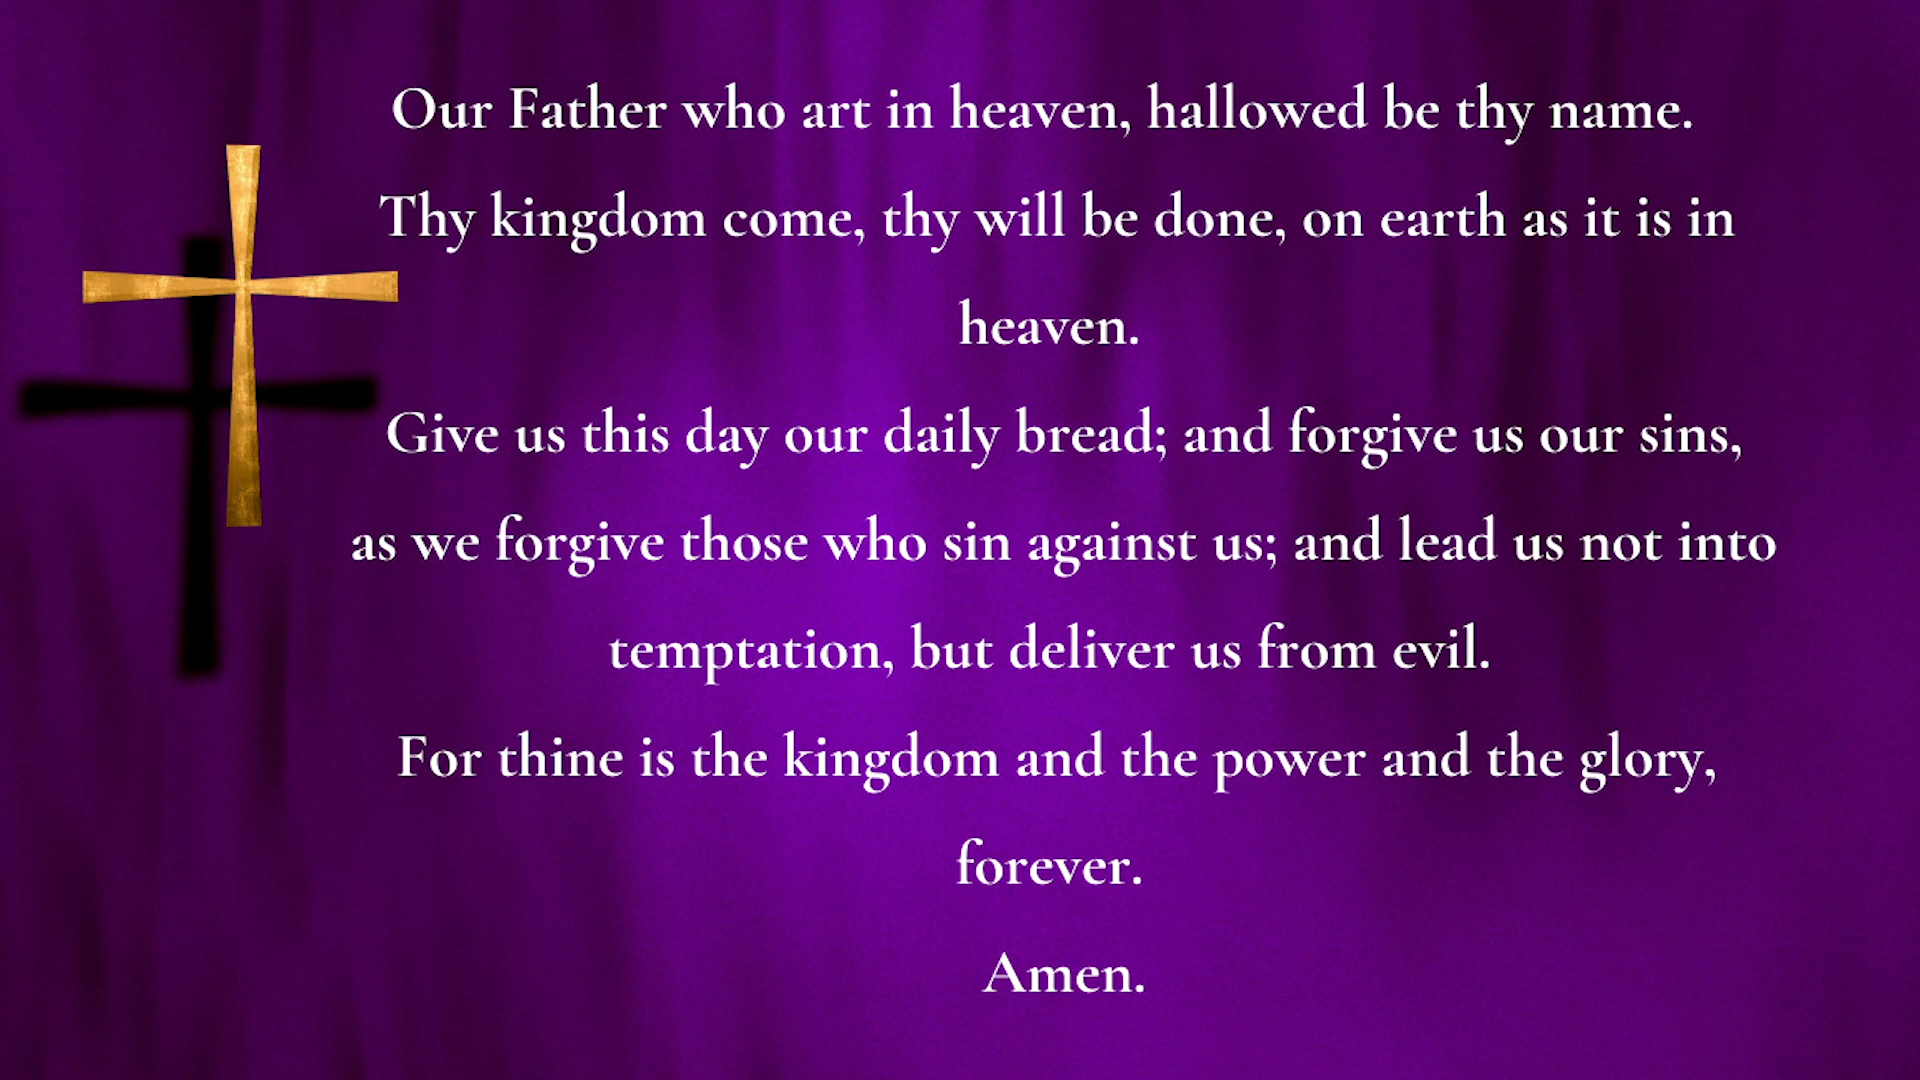 Our Father who art in heaven, hallowed be thy name.
Thy kingdom come, thy will be done, on earth as it is in
heaven.
Give us this day our daily bread; and forgive us our sins,
as we forgive those who sin against us; and lead us not into
temptation, but deliver us from evil.
For thine is the kingdom and the power and the glory,
forever.
Amen.